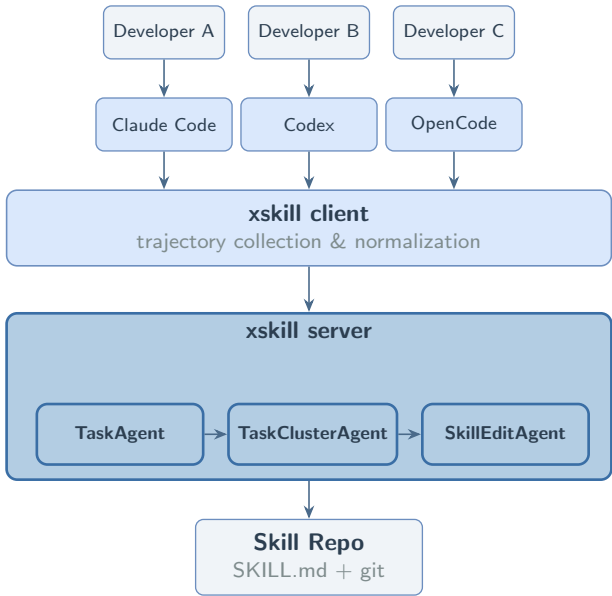 Developer A
Developer B
Developer C
Claude Code
Codex
OpenCode
xskill client
trajectory collection & normalization
xskill server
TaskAgent
TaskClusterAgent
SkillEditAgent
Skill Repo
SKILL.md + git